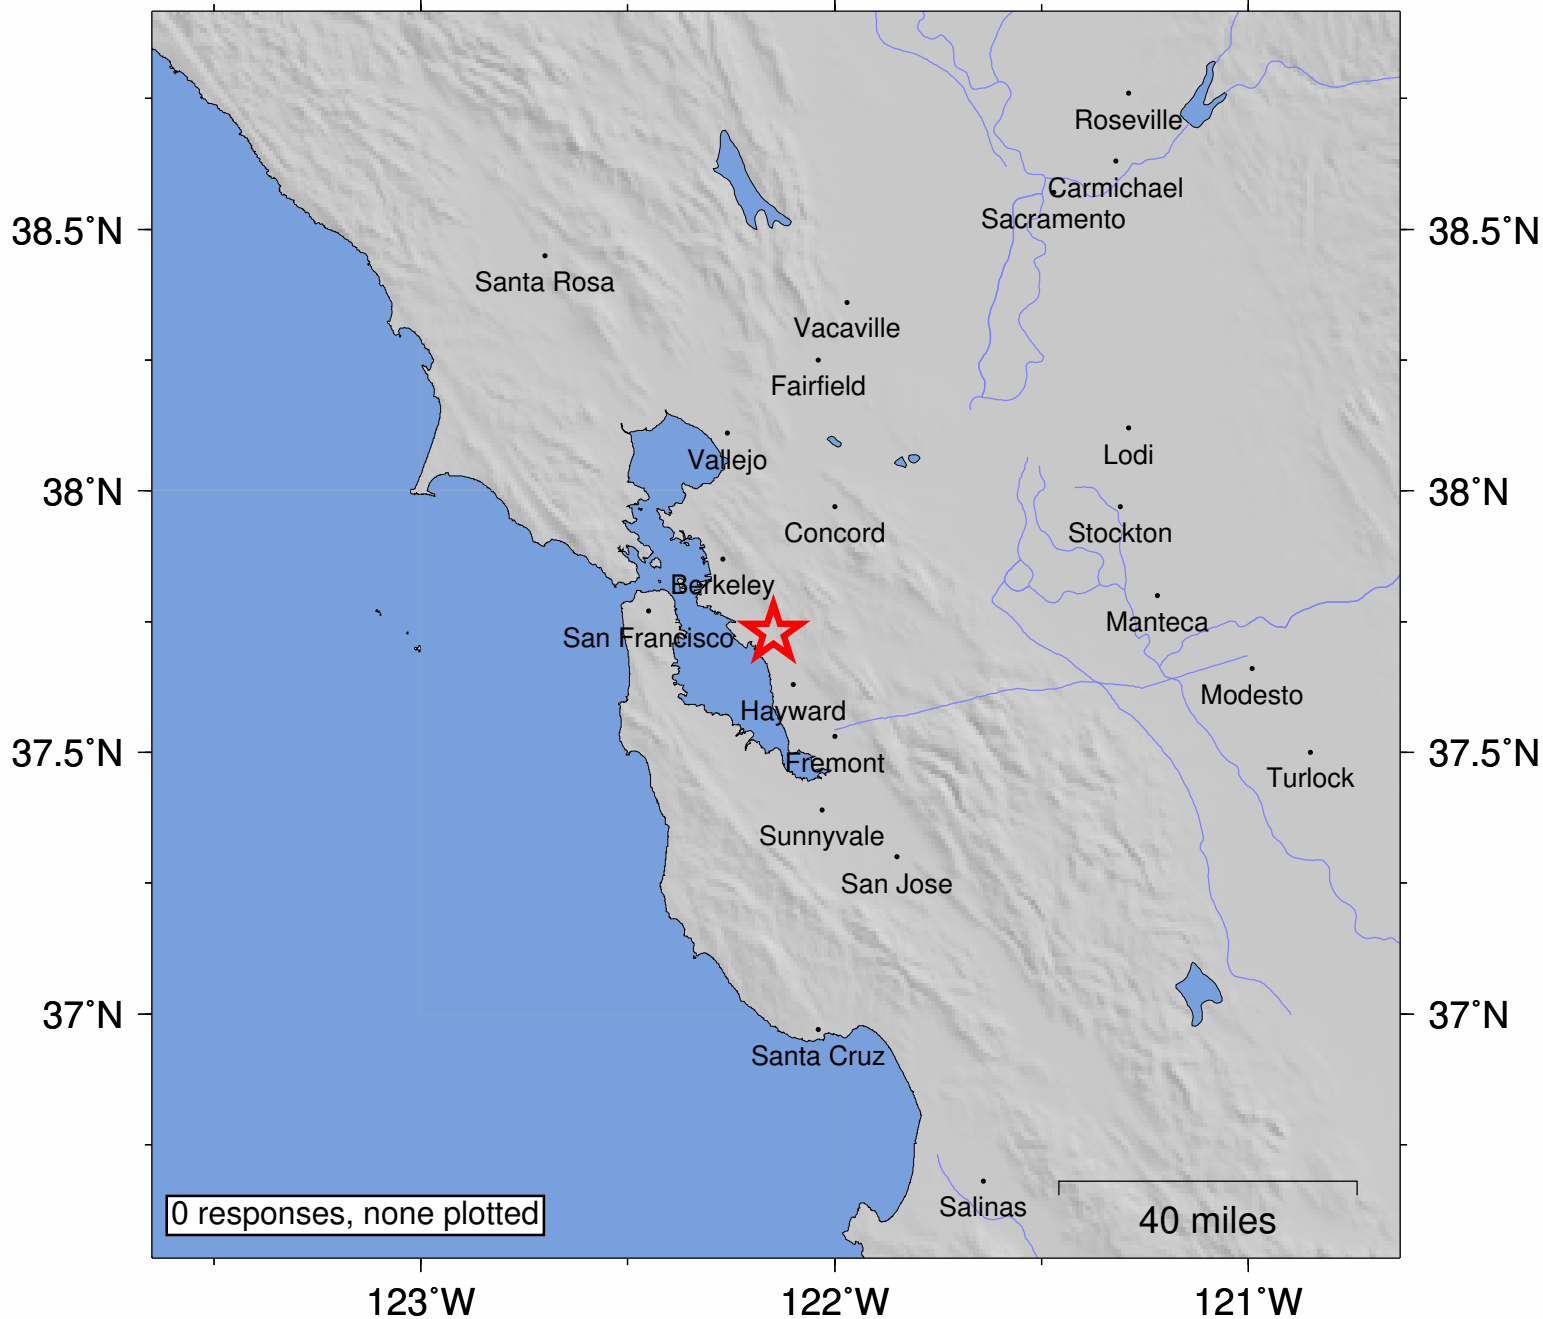 Roseville
Carmichael
Sacramento
38.5°N
38.5°N
Santa Rosa
Vacaville
Fairfield
Vallejo
Lodi
38°N
38°N
Concord
Stockton
Berkeley
Manteca
San Francisco
Modesto
Hayward
37.5°N
37.5°N
Fremont
Turlock
Sunnyvale
San Jose
37°N
37°N
Santa Cruz
Salinas
0 responses, none plotted
40 miles
123°W
122°W
121°W